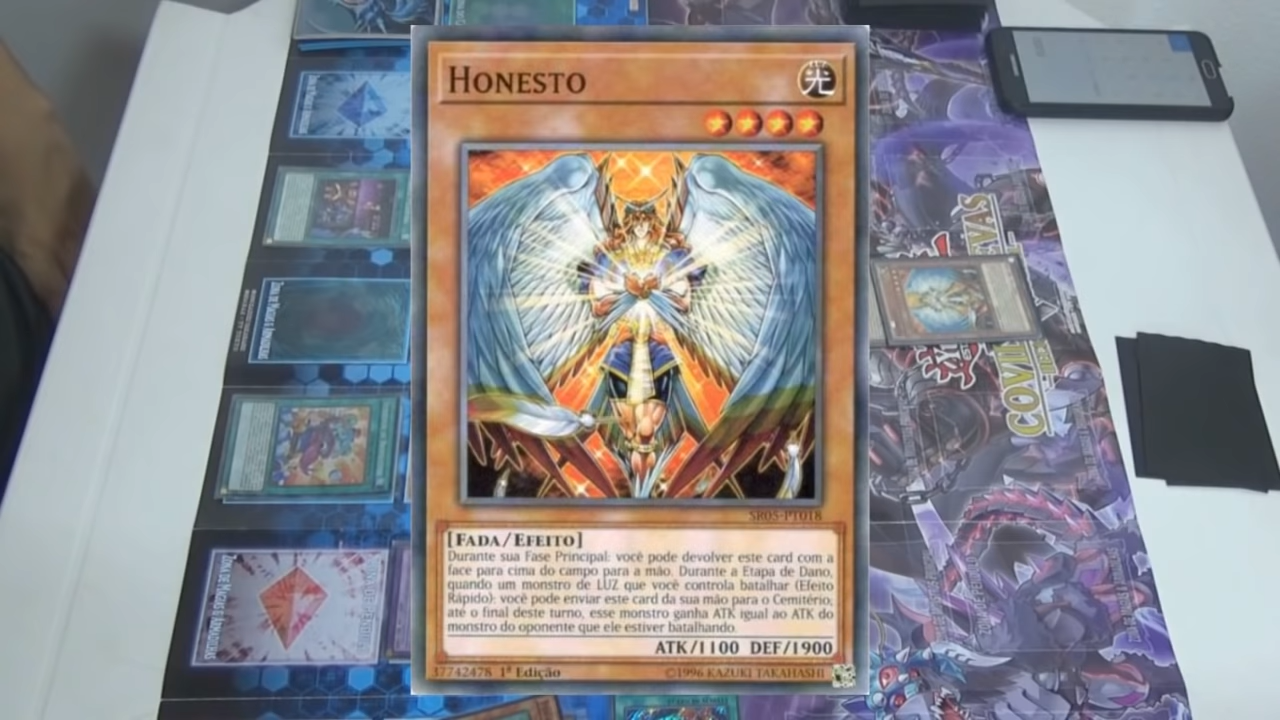 HONESTO
光
SR05-PT018
[FADA/EFEITO]
Durante sua Fase Principal: você pode devolver este card com a
face para cima do campo para a mão. Durante a Etapa de Dano,
quando um monstro de LUZ que você controla batalhar (Efeito
Rápido): você pode enviar este card da sua mão para o Cemitério;
até o final deste turno, esse monstro ganha ATK igual ao ATK do
monstro do oponente que ele estiver batalhando.
ATK/1100 DEF/1900
37742478 1ª Edição
©1996 KAZUKI TAKAHASHI
ZONA DE MAGIAS & ARMADILHAS